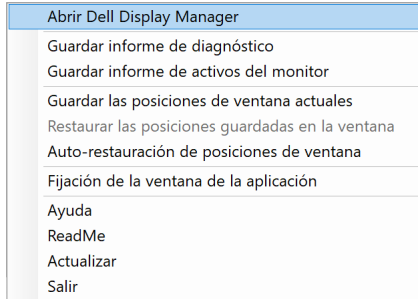 Abrir Dell Display Manager
Guardar informe de diagnóstico
Guardar informe de activos del monitor
Guardar las posiciones de ventana actuales
Restaurar las posiciones guardadas en la ventana
Auto-restauración de posiciones de ventana
Fijación de la ventana de la aplicación
Ayuda
ReadMe
Actualizar
Salir